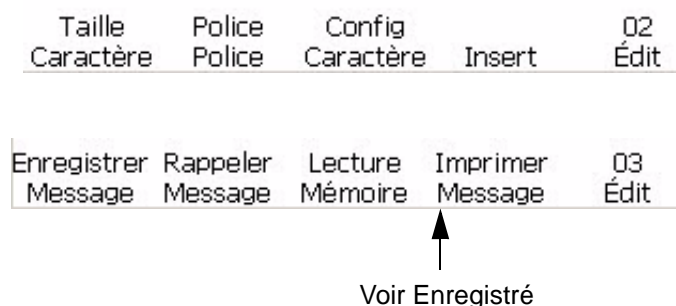 Taille Police Config 02
Caractère Police Caractère Insert Édit
Enregistrer Rappeler Lecture Imprimer 03
Message Message Mémoire Message Édit
Voir Enregistré